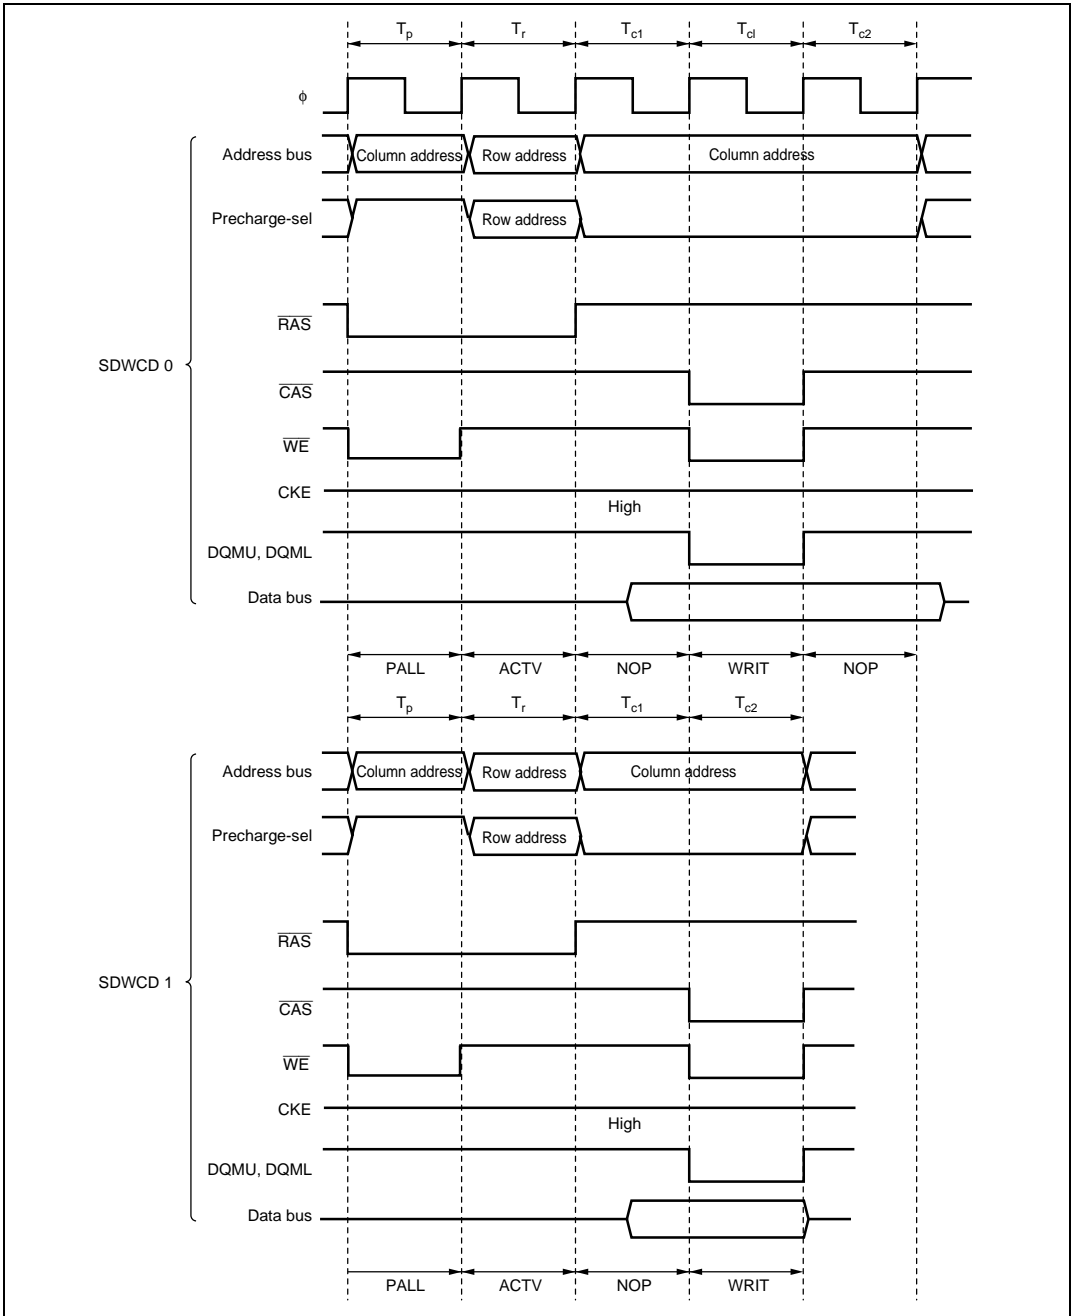 Tp Tr Tc1 Tcl Tc2
ϕ
Address bus Column address Row address Column address
Precharge-sel Row address
RAS
SDWCD 0
CAS
WE
CKE
High
DQMU, DQML
Data bus
PALL ACTV NOP WRIT NOP
Tp Tr Tc1 Tc2
Address bus Column address Row address Column address
Precharge-sel Row address
RAS
SDWCD 1
CAS
WE
CKE
High
DQMU, DQML
Data bus
PALL ACTV NOP WRIT